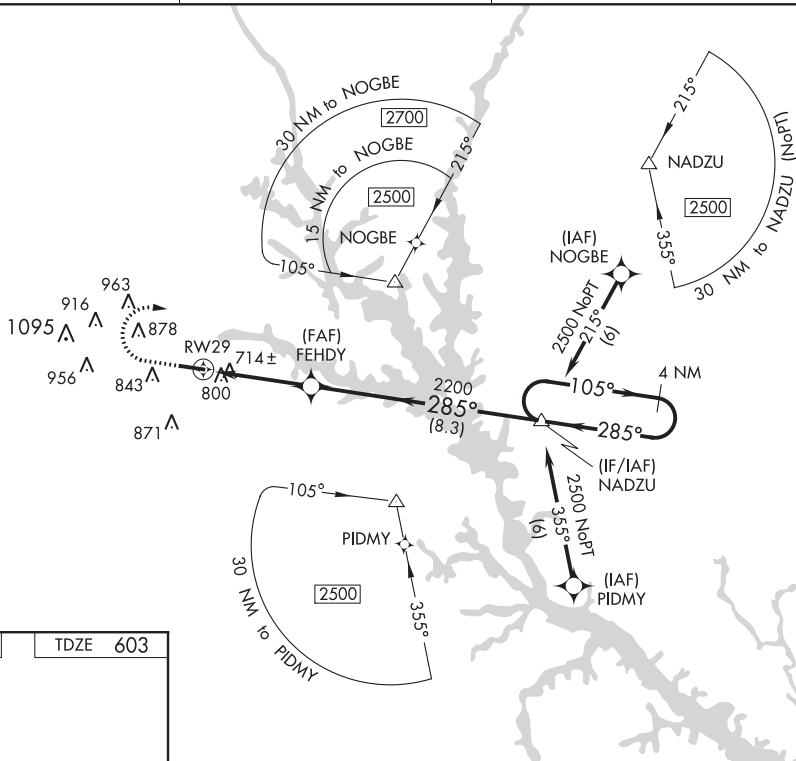 30 NM to NOGBE
2700
215°
15 NM to NOGBE
2500
NOGBE
105°
215°
NADZU
2500
355°
30 NM to NADZU (NoPT)
(IAF)
NOGBE
2500 NoPT
215°
(6)
963
916
1095
878
956
843
RW29
714±
800
871
(FAF)
FEHDY
2200
285°
(8.3)
105°
4 NM
285°
(IF/IAF)
NADZU
2500 NoPT
355°
(6)
(IAF)
PIDMY
105°
PIDMY
2500
355°
30 NM to PIDMY
TDZE 603